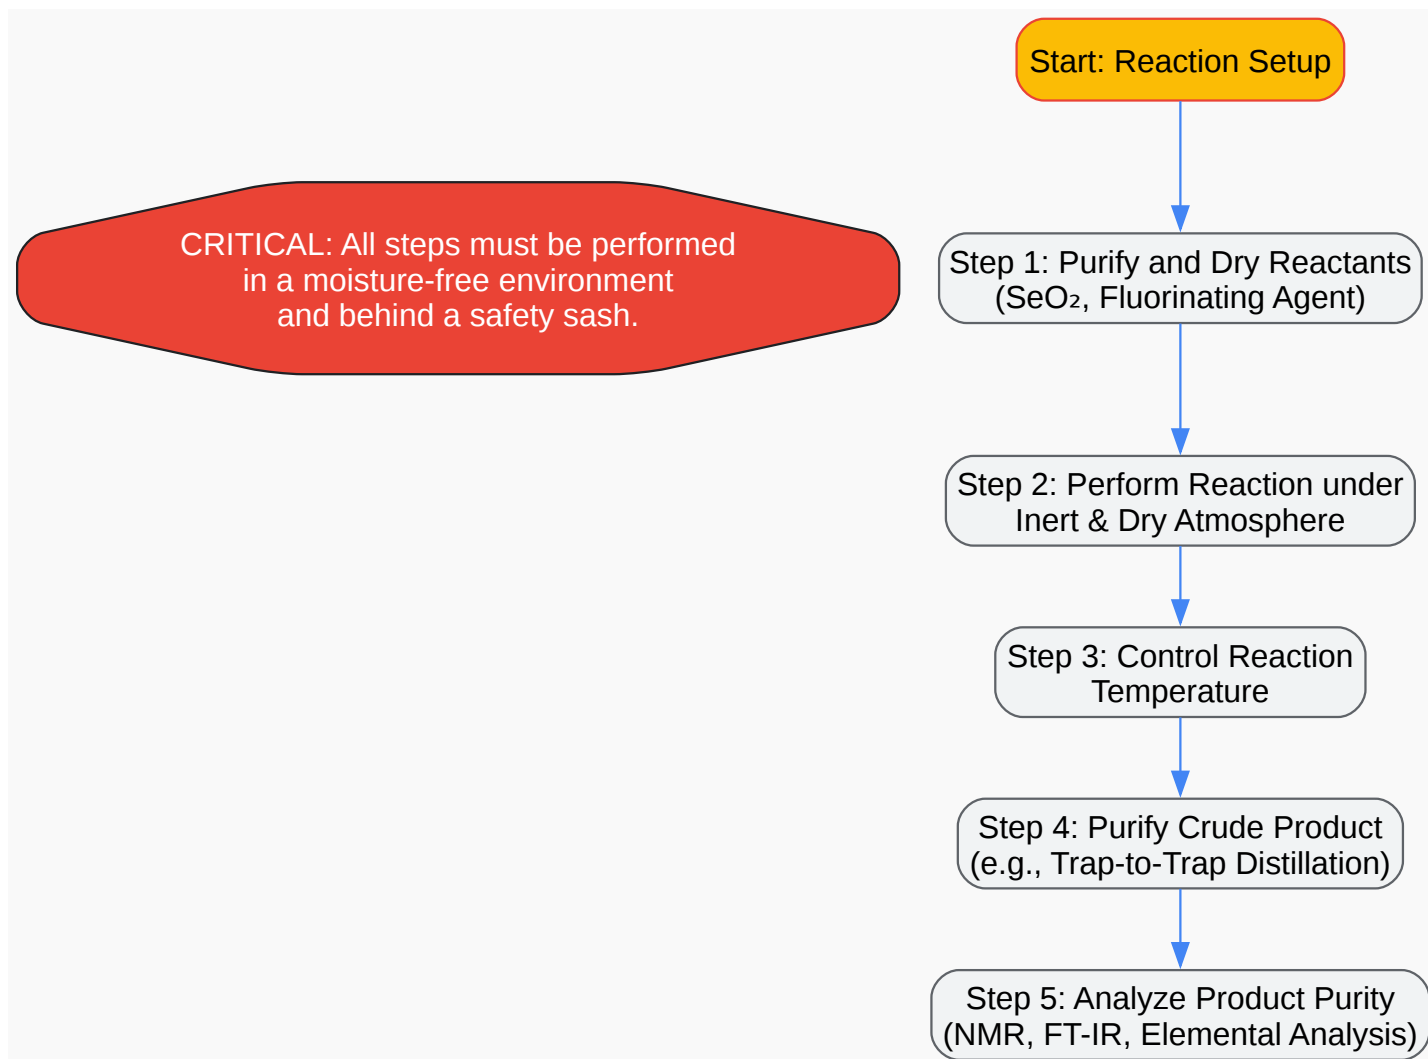 Start: Reaction Setup
CRITICAL: All steps must be performed
in a moisture-free environment
and behind a safety sash.
Step 1: Purify and Dry Reactants
(SeO₂, Fluorinating Agent)
Step 2: Perform Reaction under
Inert & Dry Atmosphere
Step 3: Control Reaction
Temperature
Step 4: Purify Crude Product
(e.g., Trap-to-Trap Distillation)
Step 5: Analyze Product Purity
(NMR, FT-IR, Elemental Analysis)